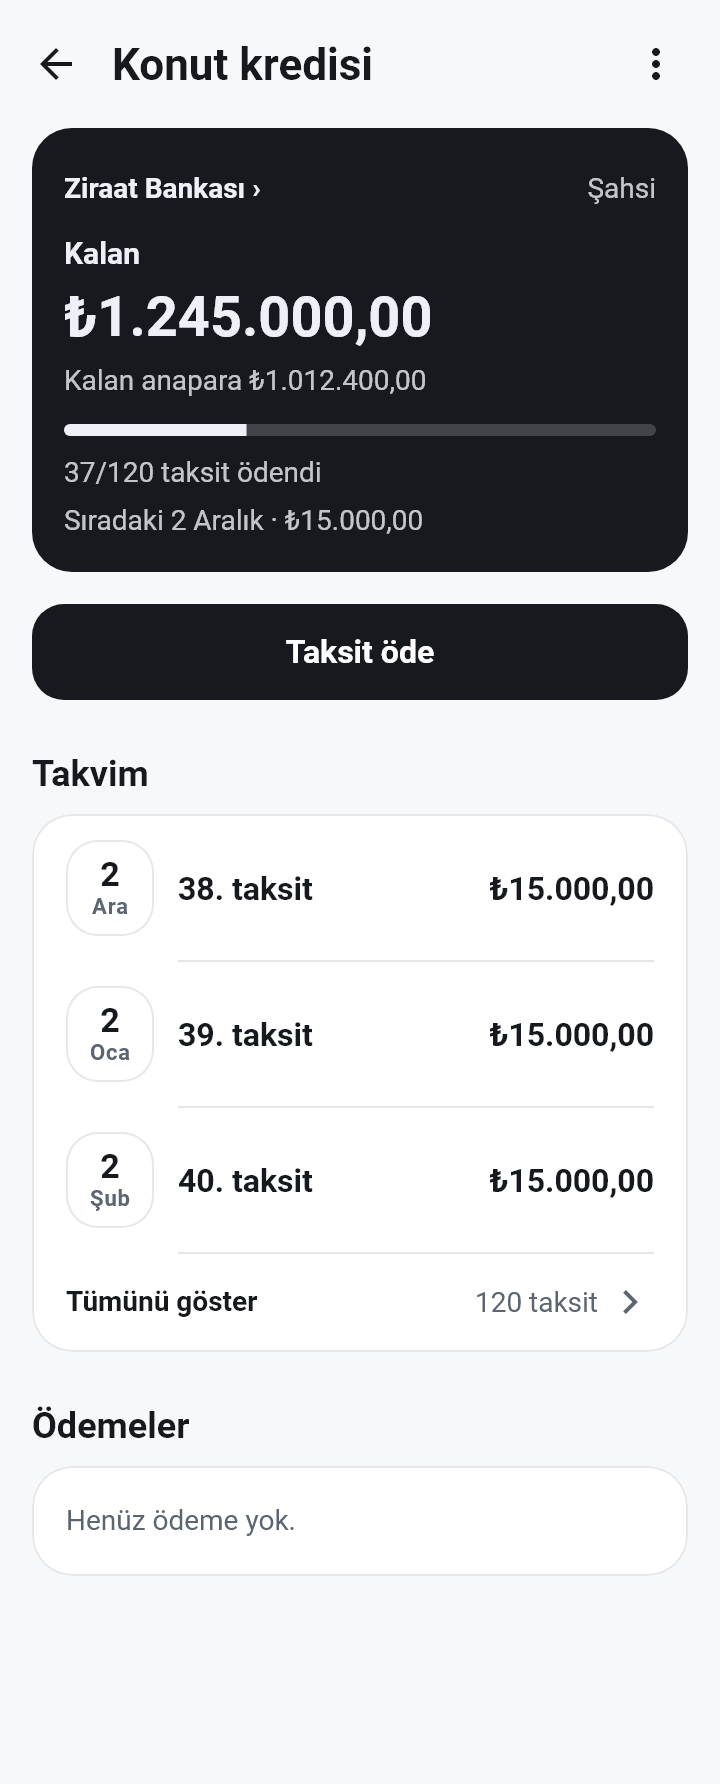 Konut kredisi
Ziraat Bankası ›
Şahsi
Kalan
₺1.245.000,00
Kalan anapara ₺1.012.400,00
37/120 taksit ödendi
Sıradaki 2 Aralık · ₺15.000,00
Taksit öde
Takvim
2
Ara
38. taksit
₺15.000,00
2
Oca
39. taksit
₺15.000,00
2
Şub
40. taksit
₺15.000,00
Tümünü göster
120 taksit
Ödemeler
Henüz ödeme yok.